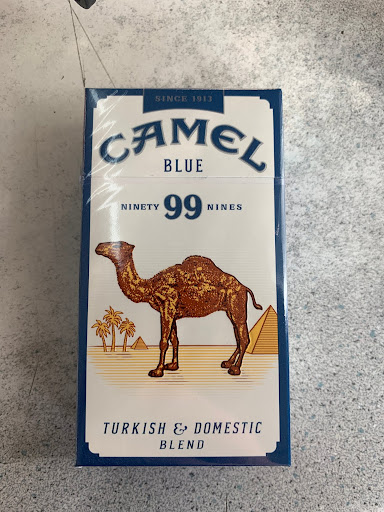 SINCE 1913
CAMEL
BLUE
NINETY 99 NINES
TURKISH & DOMESTIC
BLEND